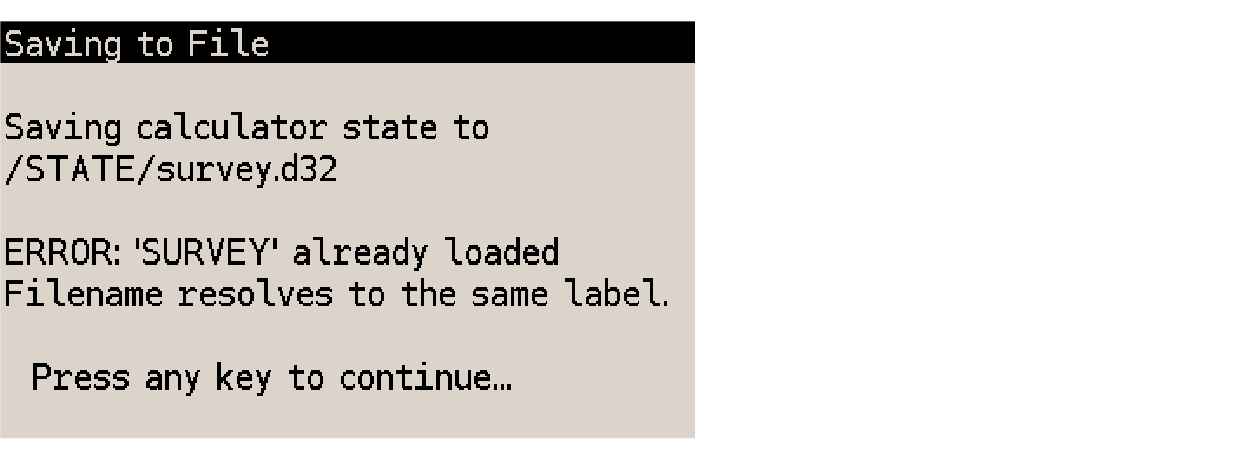 Saving to File
Saving calculator state to
/STATE/survey.d32
ERROR: 'SURVEY' already loaded
Filename resolves to the same label.
Press any key to continue…